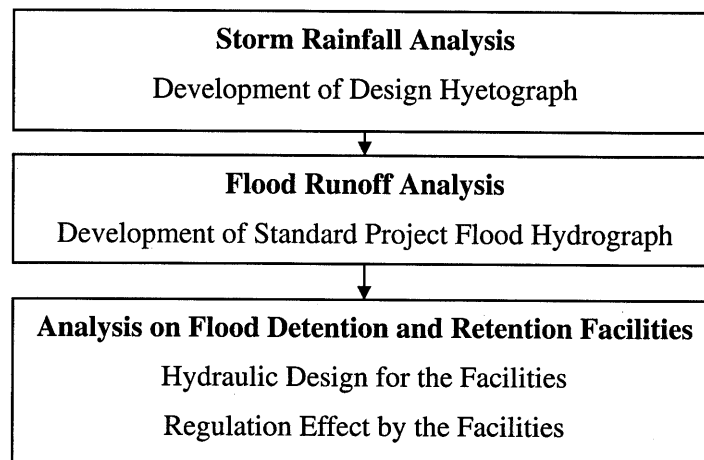 Storm Rainfall Analysis
Development of Design Hyetograph
Flood Runoff Analysis
Development of Standard Project Flood Hydrograph
Analysis on Flood Detention and Retention Facilities
Hydraulic Design for the Facilities
Regulation Effect by the Facilities